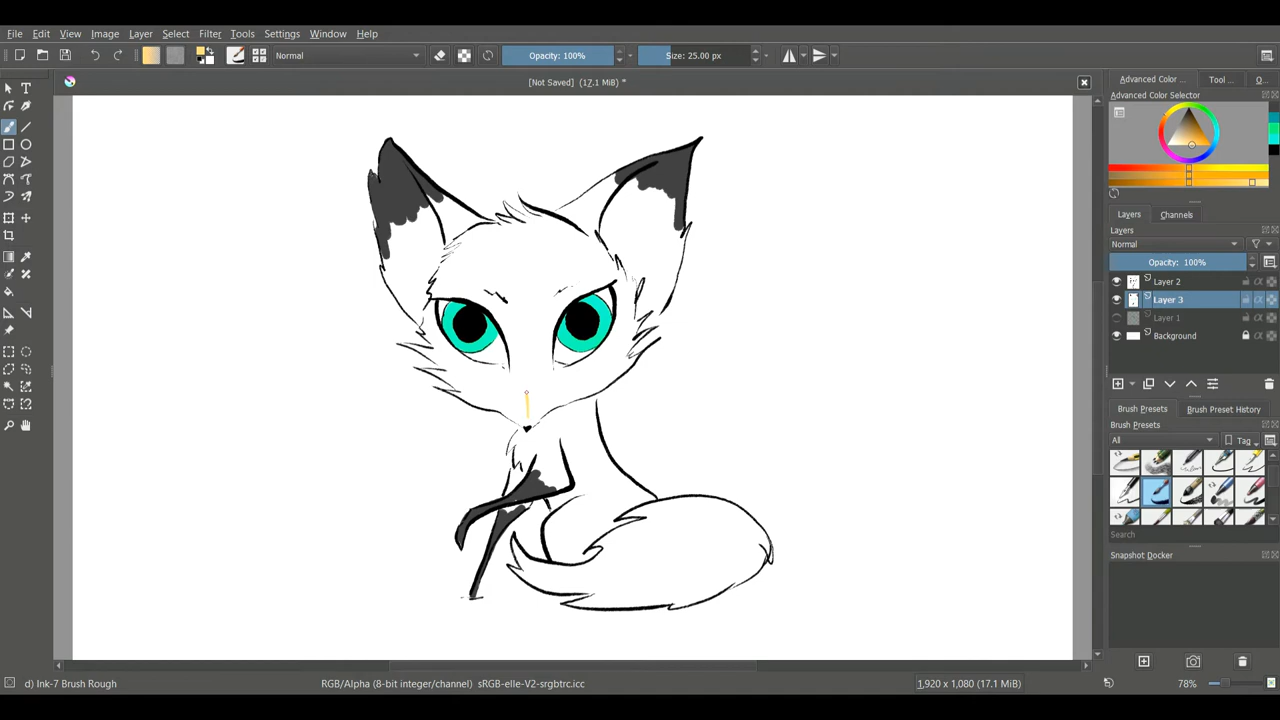 File Edit View Image Layer Select Filter Tools Settings Window Help
Normal
Opacity: 100%
Size: 25.00 px
[Not Saved] (17.1 MiB) *
Advanced Color ...
Tool ...
O...
Advanced Color Selector
Layers
Channels
Layers
Normal
Opacity: 100%
Layer 2
Layer 3
Layer 1
Background
Brush Presets
Brush Preset History
Brush Presets
All
Tag
Search
Snapshot Docker
d) Ink-7 Brush Rough
RGB/Alpha (8-bit integer/channel) sRGB-elle-V2-srgbtrc.icc
1,920 x 1,080 (17.1 MiB)
78%